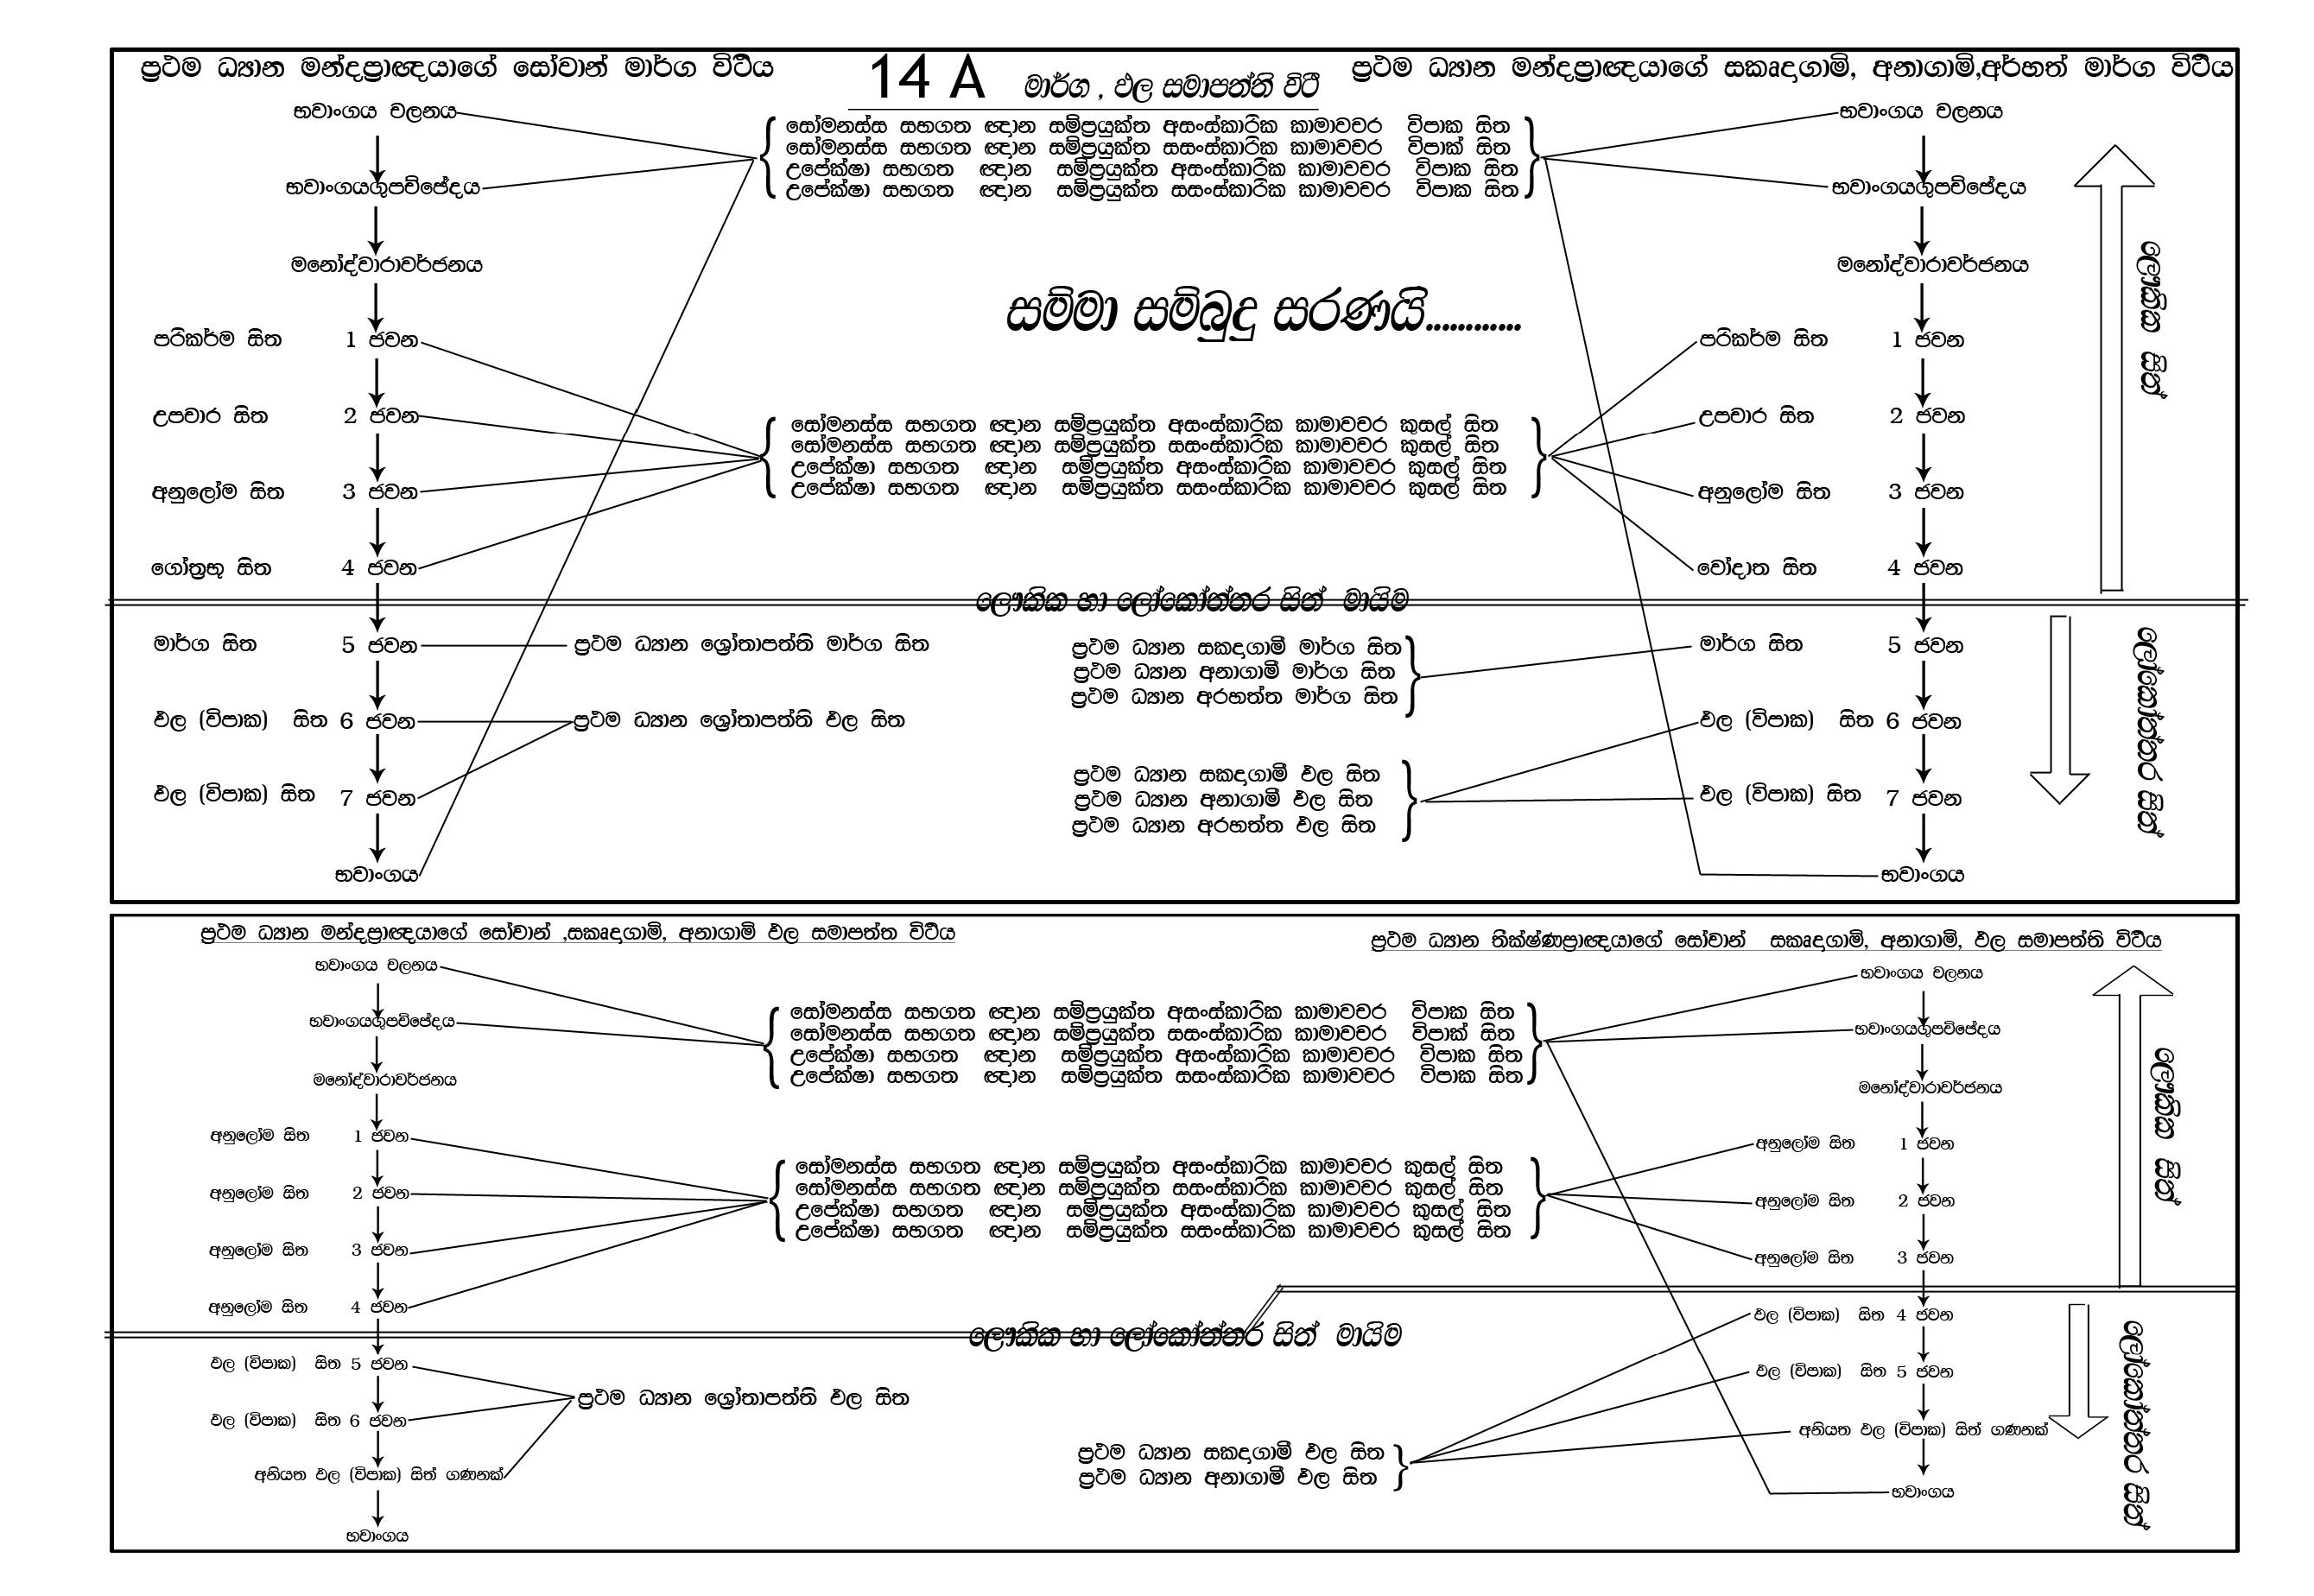 ප්‍රථම ධ්‍යාන මන්දප්‍රාඥයාගේ සෝවාන් මාර්ග විථීය
14 A මාර්ග , ඵල සමාපත්ති විථී
ප්‍රථම ධ්‍යාන මන්දප්‍රාඥයාගේ සකෘදාගාමි, අනාගාමි,අර්හත් මාර්ග විථීය
භවාංගය චලනය
භවාංගයගුපච්ඡේදය
මනෝද්වාරාවර්ජනය
පරිකර්ම සිත 1 ජවන
උපචාර සිත 2 ජවන
අනුලෝම සිත 3 ජවන
ගෝත්‍රභූ සිත 4 ජවන
මාර්ග සිත 5 ජවන
ඵල (විපාක) සිත 6 ජවන
ඵල (විපාක) සිත 7 ජවන
භවාංගය
සෝමනස්ස සහගත ඥාන සම්ප්‍රයුක්ත අසංස්කාරික කාමාවචර විපාක සිත
සෝමනස්ස සහගත ඥාන සම්ප්‍රයුක්ත සසංස්කාරික කාමාවචර විපාක් සිත
උපේක්ෂා සහගත ඥාන සම්ප්‍රයුක්ත අසංස්කාරික කාමාවචර විපාක සිත
උපේක්ෂා සහගත ඥාන සම්ප්‍රයුක්ත සසංස්කාරික කාමාවචර විපාක සිත
සම්මා සම්බුදු සරණයි............
සෝමනස්ස සහගත ඥාන සම්ප්‍රයුක්ත අසංස්කාරික කාමාවචර කුසල් සිත
සෝමනස්ස සහගත ඥාන සම්ප්‍රයුක්ත සසංස්කාරික කාමාවචර කුසල් සිත
උපේක්ෂා සහගත ඥාන සම්ප්‍රයුක්ත අසංස්කාරික කාමාවචර කුසල් සිත
උපේක්ෂා සහගත ඥාන සම්ප්‍රයුක්ත සසංස්කාරික කාමාවචර කුසල් සිත
ලෞකික හා ලෝකෝත්තර සිත් මායිම
ප්‍රථම ධ්‍යාන ශ්‍රෝතාපත්ති මාර්ග සිත
ප්‍රථම ධ්‍යාන ශ්‍රෝතාපත්ති ඵල සිත
ප්‍රථම ධ්‍යාන සකදාගාමී මාර්ග සිත
ප්‍රථම ධ්‍යාන අනාගාමී මාර්ග සිත
ප්‍රථම ධ්‍යාන අරහත්ත මාර්ග සිත
ප්‍රථම ධ්‍යාන සකදාගාමී ඵල සිත
ප්‍රථම ධ්‍යාන අනාගාමී ඵල සිත
ප්‍රථම ධ්‍යාන අරහත්ත ඵල සිත
භවාංගය චලනය
භවාංගයගුපච්ඡේදය
මනෝද්වාරාවර්ජනය
පරිකර්ම සිත 1 ජවන
උපචාර සිත 2 ජවන
අනුලෝම සිත 3 ජවන
වෝදාත සිත 4 ජවන
මාර්ග සිත 5 ජවන
ඵල (විපාක) සිත 6 ජවන
ඵල (විපාක) සිත 7 ජවන
භවාංගය
ලෞකික සිත්
ලෝකෝත්තර සිත්
ප්‍රථම ධ්‍යාන මන්දප්‍රාඥයාගේ සෝවාන් ,සකෘදාගාමි, අනාගාමි ඵල සමාපත්ත විථීය
ප්‍රථම ධ්‍යාන තීක්ෂ්ණප්‍රාඥයාගේ සෝවාන් සකෘදාගාමි, අනාගාමි, ඵල සමාපත්ති විථීය
භවාංගය චලනය
භවාංගයගුපච්ඡේදය
මනෝද්වාරාවර්ජනය
අනුලෝම සිත 1 ජවන
අනුලෝම සිත 2 ජවන
අනුලෝම සිත 3 ජවන
අනුලෝම සිත 4 ජවන
ඵල (විපාක) සිත 5 ජවන
ඵල (විපාක) සිත 6 ජවන
අනියත ඵල (විපාක) සිත් ගණනක්
භවාංගය
සෝමනස්ස සහගත ඥාන සම්ප්‍රයුක්ත අසංස්කාරික කාමාවචර විපාක සිත
සෝමනස්ස සහගත ඥාන සම්ප්‍රයුක්ත සසංස්කාරික කාමාවචර විපාක් සිත
උපේක්ෂා සහගත ඥාන සම්ප්‍රයුක්ත අසංස්කාරික කාමාවචර විපාක සිත
උපේක්ෂා සහගත ඥාන සම්ප්‍රයුක්ත සසංස්කාරික කාමාවචර විපාක සිත
සෝමනස්ස සහගත ඥාන සම්ප්‍රයුක්ත අසංස්කාරික කාමාවචර කුසල් සිත
සෝමනස්ස සහගත ඥාන සම්ප්‍රයුක්ත සසංස්කාරික කාමාවචර කුසල් සිත
උපේක්ෂා සහගත ඥාන සම්ප්‍රයුක්ත අසංස්කාරික කාමාවචර කුසල් සිත
උපේක්ෂා සහගත ඥාන සම්ප්‍රයුක්ත සසංස්කාරික කාමාවචර කුසල් සිත
ලෞකික හා ලෝකෝත්තර සිත් මායිම
ප්‍රථම ධ්‍යාන ශ්‍රෝතාපත්ති ඵල සිත
ප්‍රථම ධ්‍යාන සකදාගාමී ඵල සිත
ප්‍රථම ධ්‍යාන අනාගාමී ඵල සිත
භවාංගය චලනය
භවාංගයගුපච්ඡේදය
මනෝද්වාරාවර්ජනය
අනුලෝම සිත 1 ජවන
අනුලෝම සිත 2 ජවන
අනුලෝම සිත 3 ජවන
ඵල (විපාක) සිත 4 ජවන
ඵල (විපාක) සිත 5 ජවන
අනියත ඵල (විපාක) සිත් ගණනක්
භවාංගය
ලෞකික සිත්
ලෝකෝත්තර සිත්